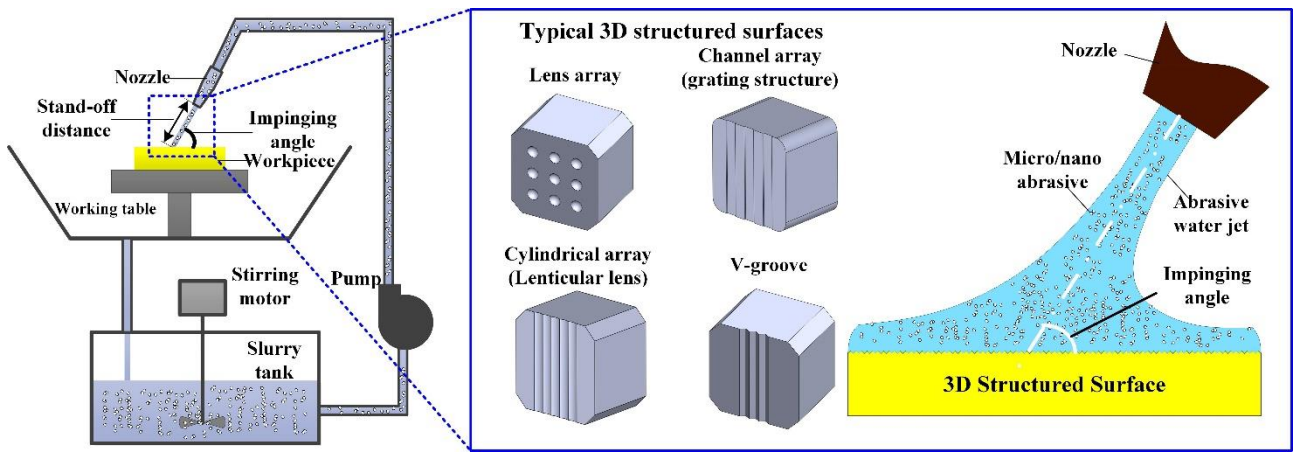 Nozzle
Stand-off
distance
Impinging
angle
Workpiece
Working table
Stirring
motor
Pump
Slurry
tank
Typical 3D structured surfaces
Lens array
Channel array
(grating structure)
Cylindrical array
(Lenticular lens)
V-groove
Nozzle
Micro/nano
abrasive
Abrasive
water jet
Impinging
angle
3D Structured Surface